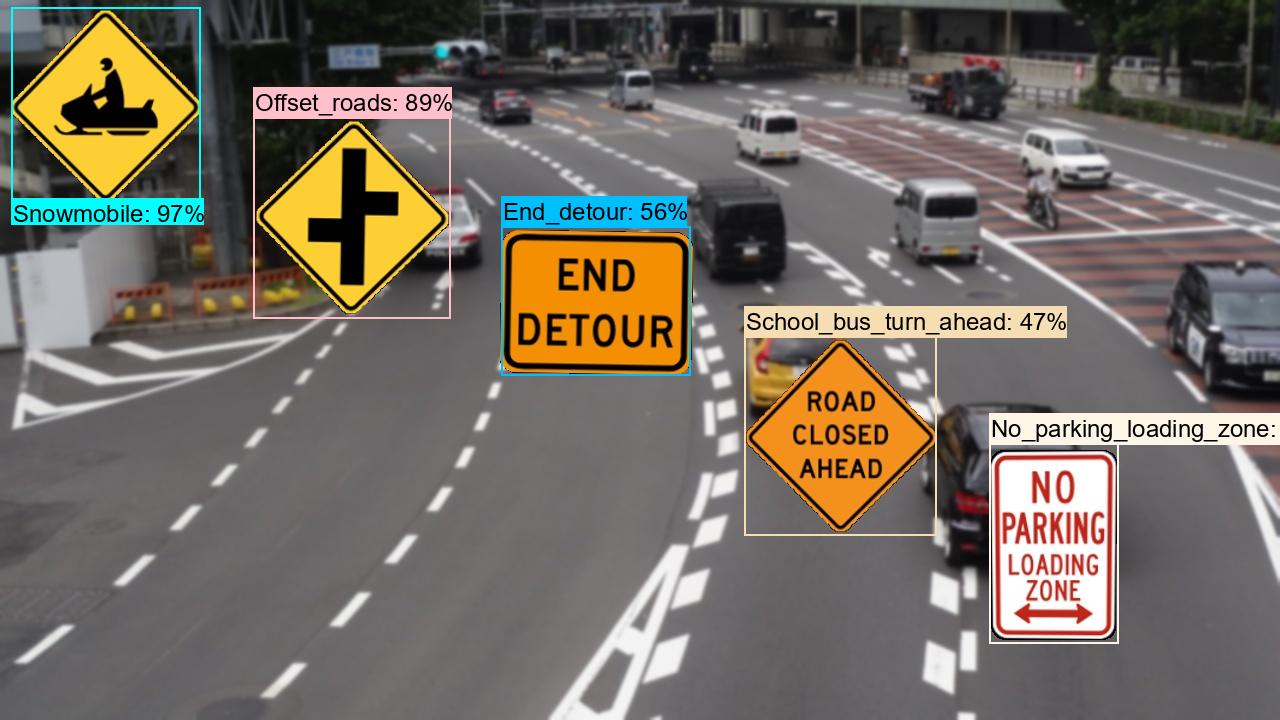 Snowmobile: 97%
Offset_roads: 89%
End_detour: 56%
END
DETOUR
School_bus_turn_ahead: 47%
ROAD
CLOSED
AHEAD
No_parking_loading_zone:
NO
PARKING
LOADING
ZONE